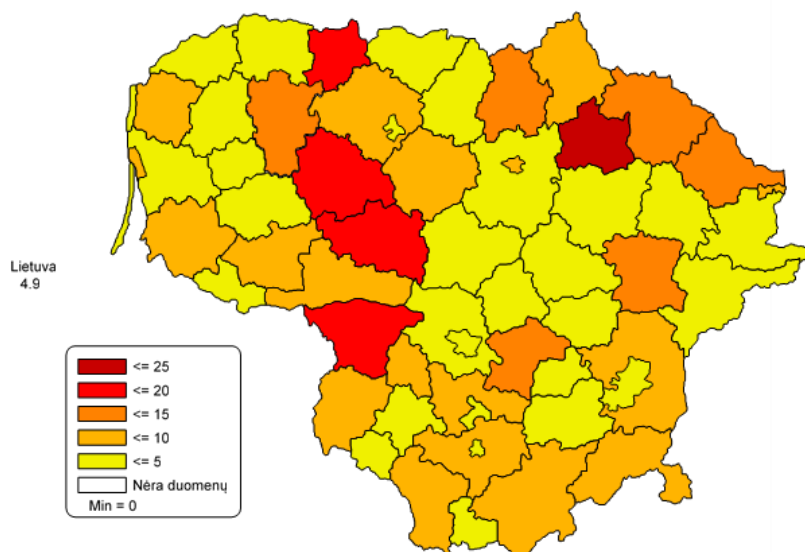 Lietuva
4.9
<= 25
<= 20
<= 15
<= 10
<= 5
Nėra duomenų
Min = 0